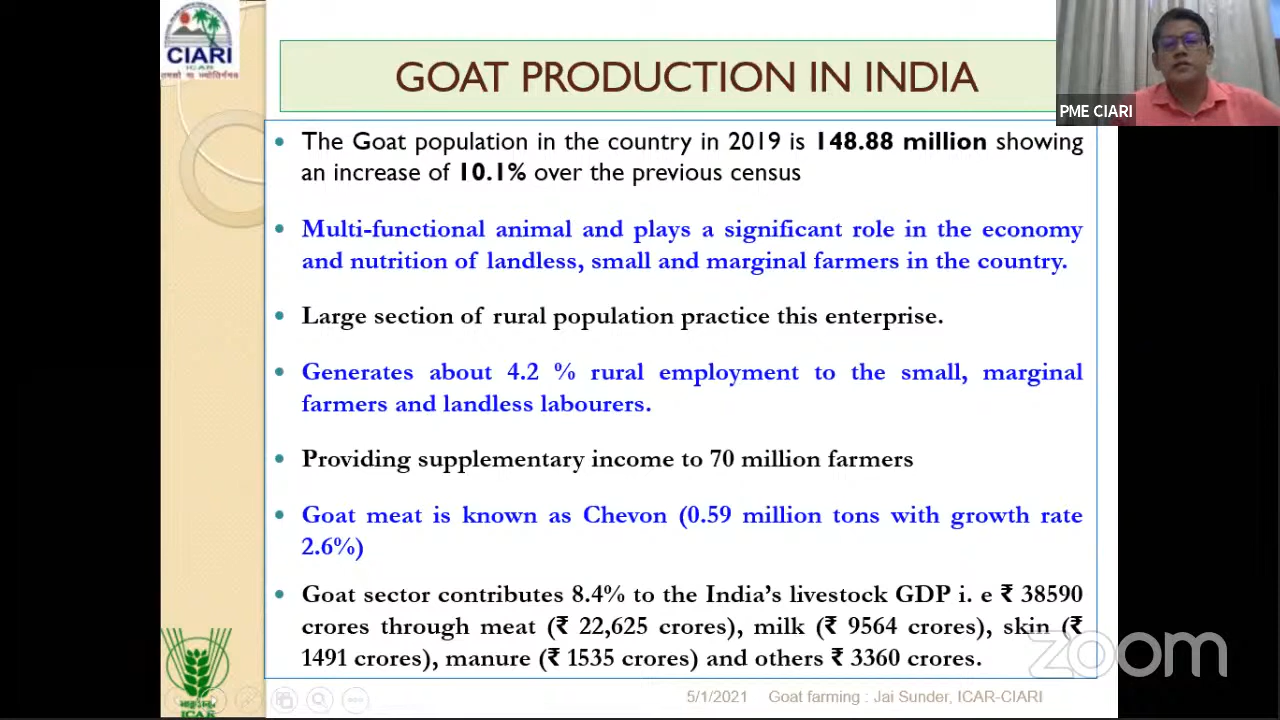 CIARI
ICAR
GOAT PRODUCTION IN INDIA
PME CIARI
• The Goat population in the country in 2019 is 148.88 million showing
an increase of 10.1% over the previous census
• Multi-functional animal and plays a significant role in the economy
and nutrition of landless, small and marginal farmers in the country.
• Large section of rural population practice this enterprise.
• Generates about 4.2 % rural employment to the small, marginal
farmers and landless labourers.
• Providing supplementary income to 70 million farmers
• Goat meat is known as Chevon (0.59 million tons with growth rate
2.6%)
• Goat sector contributes 8.4% to the India’s livestock GDP i. e ₹ 38590
crores through meat (₹ 22,625 crores), milk (₹ 9564 crores), skin (₹
1491 crores), manure (₹ 1535 crores) and others ₹ 3360 crores.
zoom
5/1/2021 Goat farming : Jai Sunder, ICAR-CIARI
ICAR